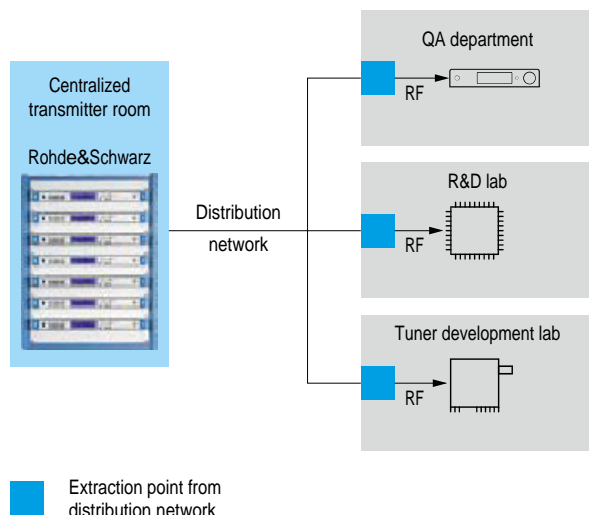 Centralized
transmitter room
Rohde&Schwarz
Distribution
network
QA department
RF
R&D lab
RF
Tuner development lab
RF
Extraction point from
distribution network